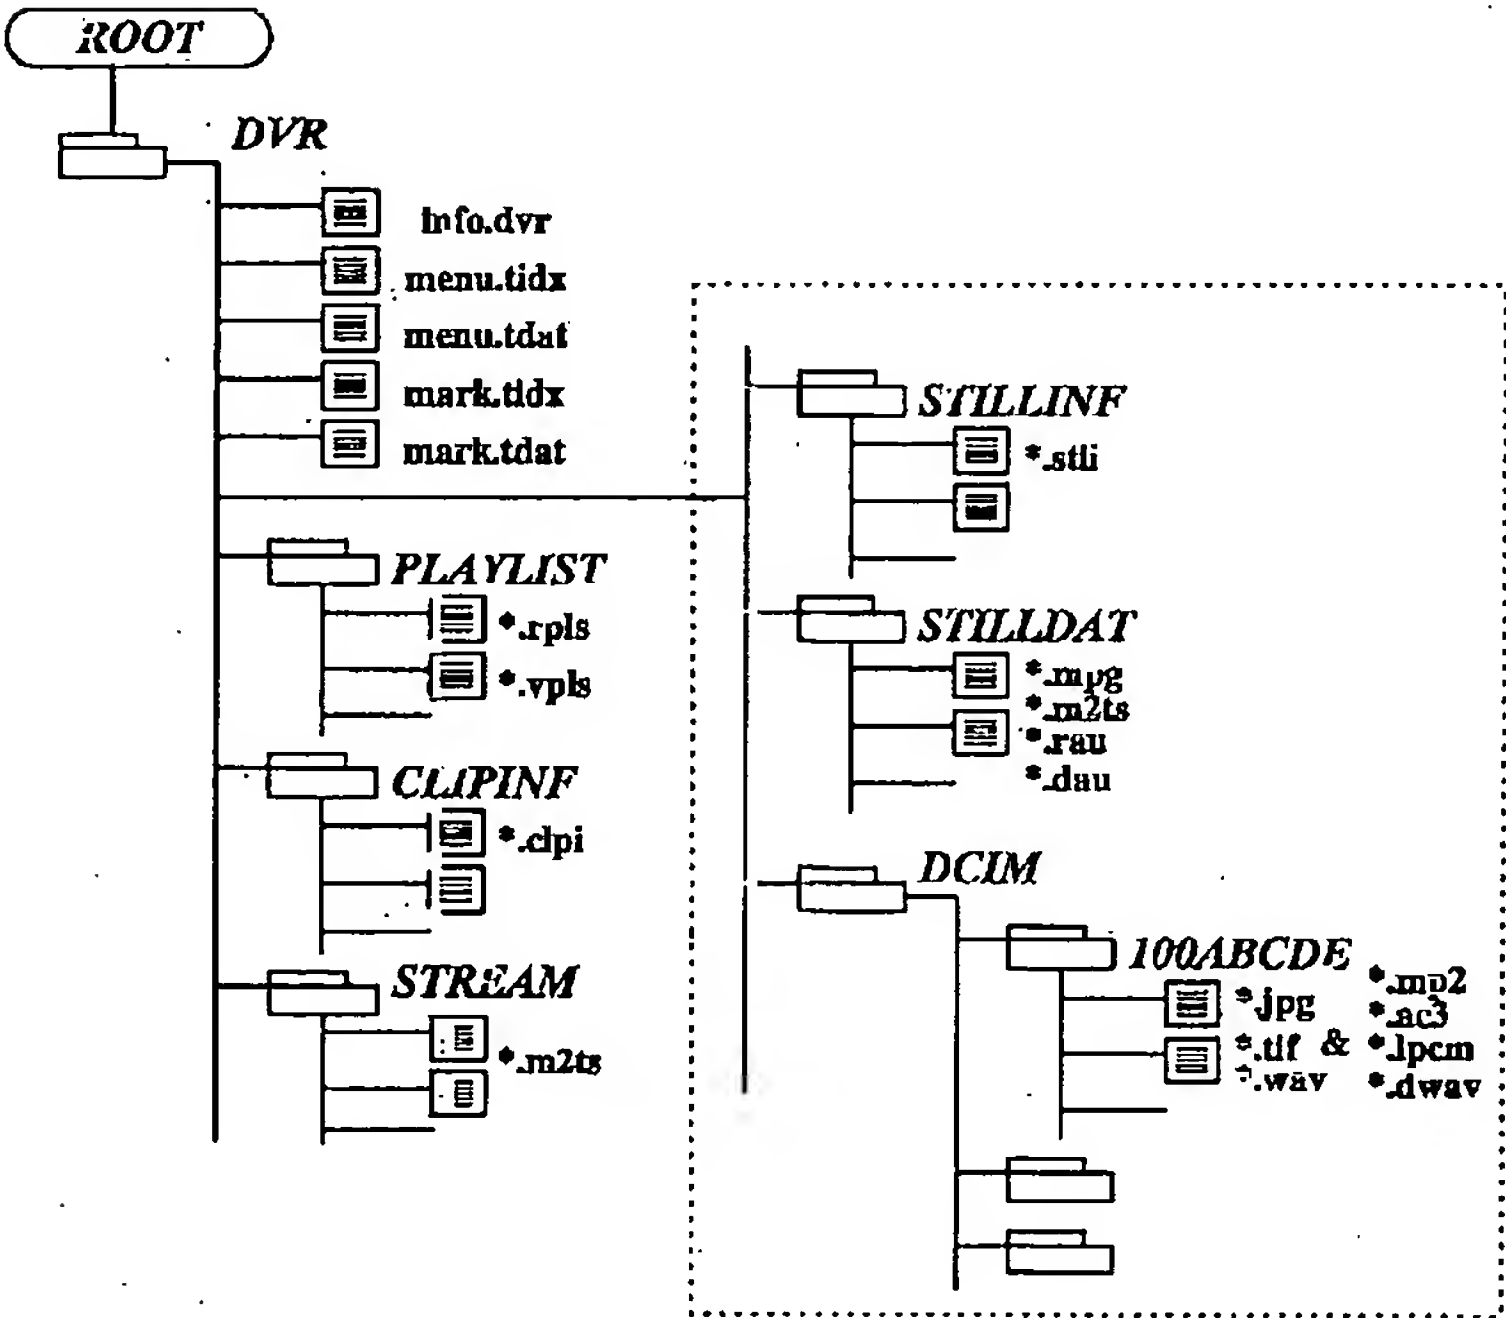 ROOT
DVR
info.dvr
menu.tidx
menu.tdat
mark.tidx
mark.tdat
PLAYLIST
*.rpls
*.vpls
CLIPINF
*.clpi
STREAM
*.m2ts
STILLINF
*.stli
STILLDAT
*.mpg
*.m2ts
*.rau
*.dau
DCIM
100ABCDE
*.jpg *.mp2
*.ac3
*.tif & *.lpcm
*.wav *.dwav